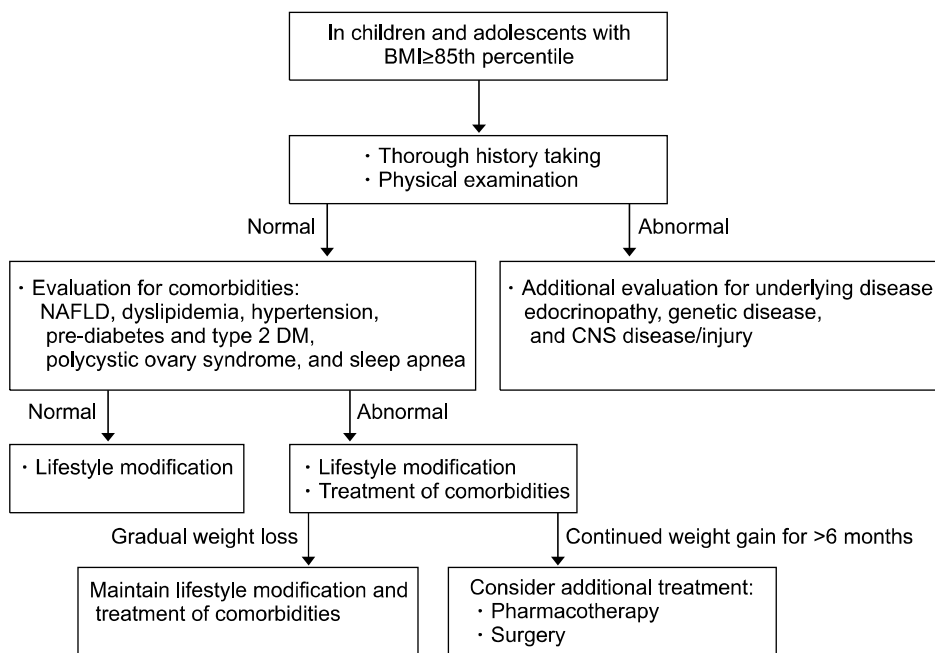 In children and adolescents with
BMI≥85th percentile
· Thorough history taking
· Physical examination
Normal
Abnormal
· Evaluation for comorbidities:
NAFLD, dyslipidemia, hypertension,
pre-diabetes and type 2 DM,
polycystic ovary syndrome, and sleep apnea
· Additional evaluation for underlying disease
edocrinopathy, genetic disease,
and CNS disease/injury
Normal
Abnormal
· Lifestyle modification
· Lifestyle modification
· Treatment of comorbidities
Gradual weight loss
Continued weight gain for >6 months
Maintain lifestyle modification and
treatment of comorbidities
Consider additional treatment:
· Pharmacotherapy
· Surgery